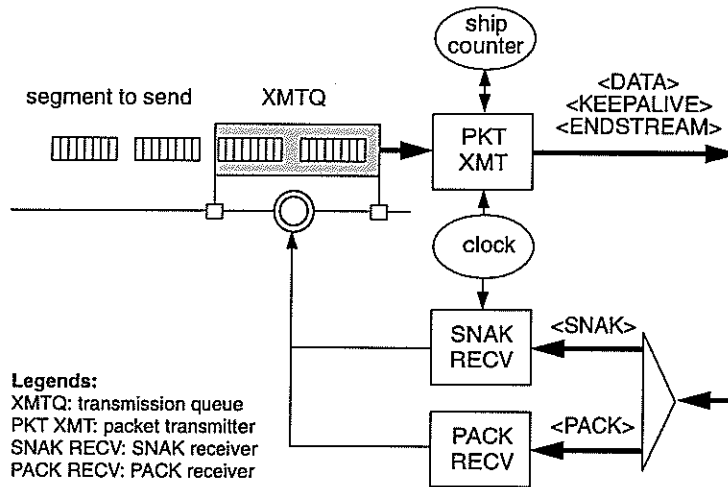 ship
counter
segment to send
XMTQ
<DATA>
<KEEPALIVE>
<ENDSTREAM>
PKT
XMT
clock
SNAK
RECV
<SNAK>
PACK
RECV
<PACK>
Legends:
XMTQ: transmission queue
PKT XMT: packet transmitter
SNAK RECV: SNAK receiver
PACK RECV: PACK receiver